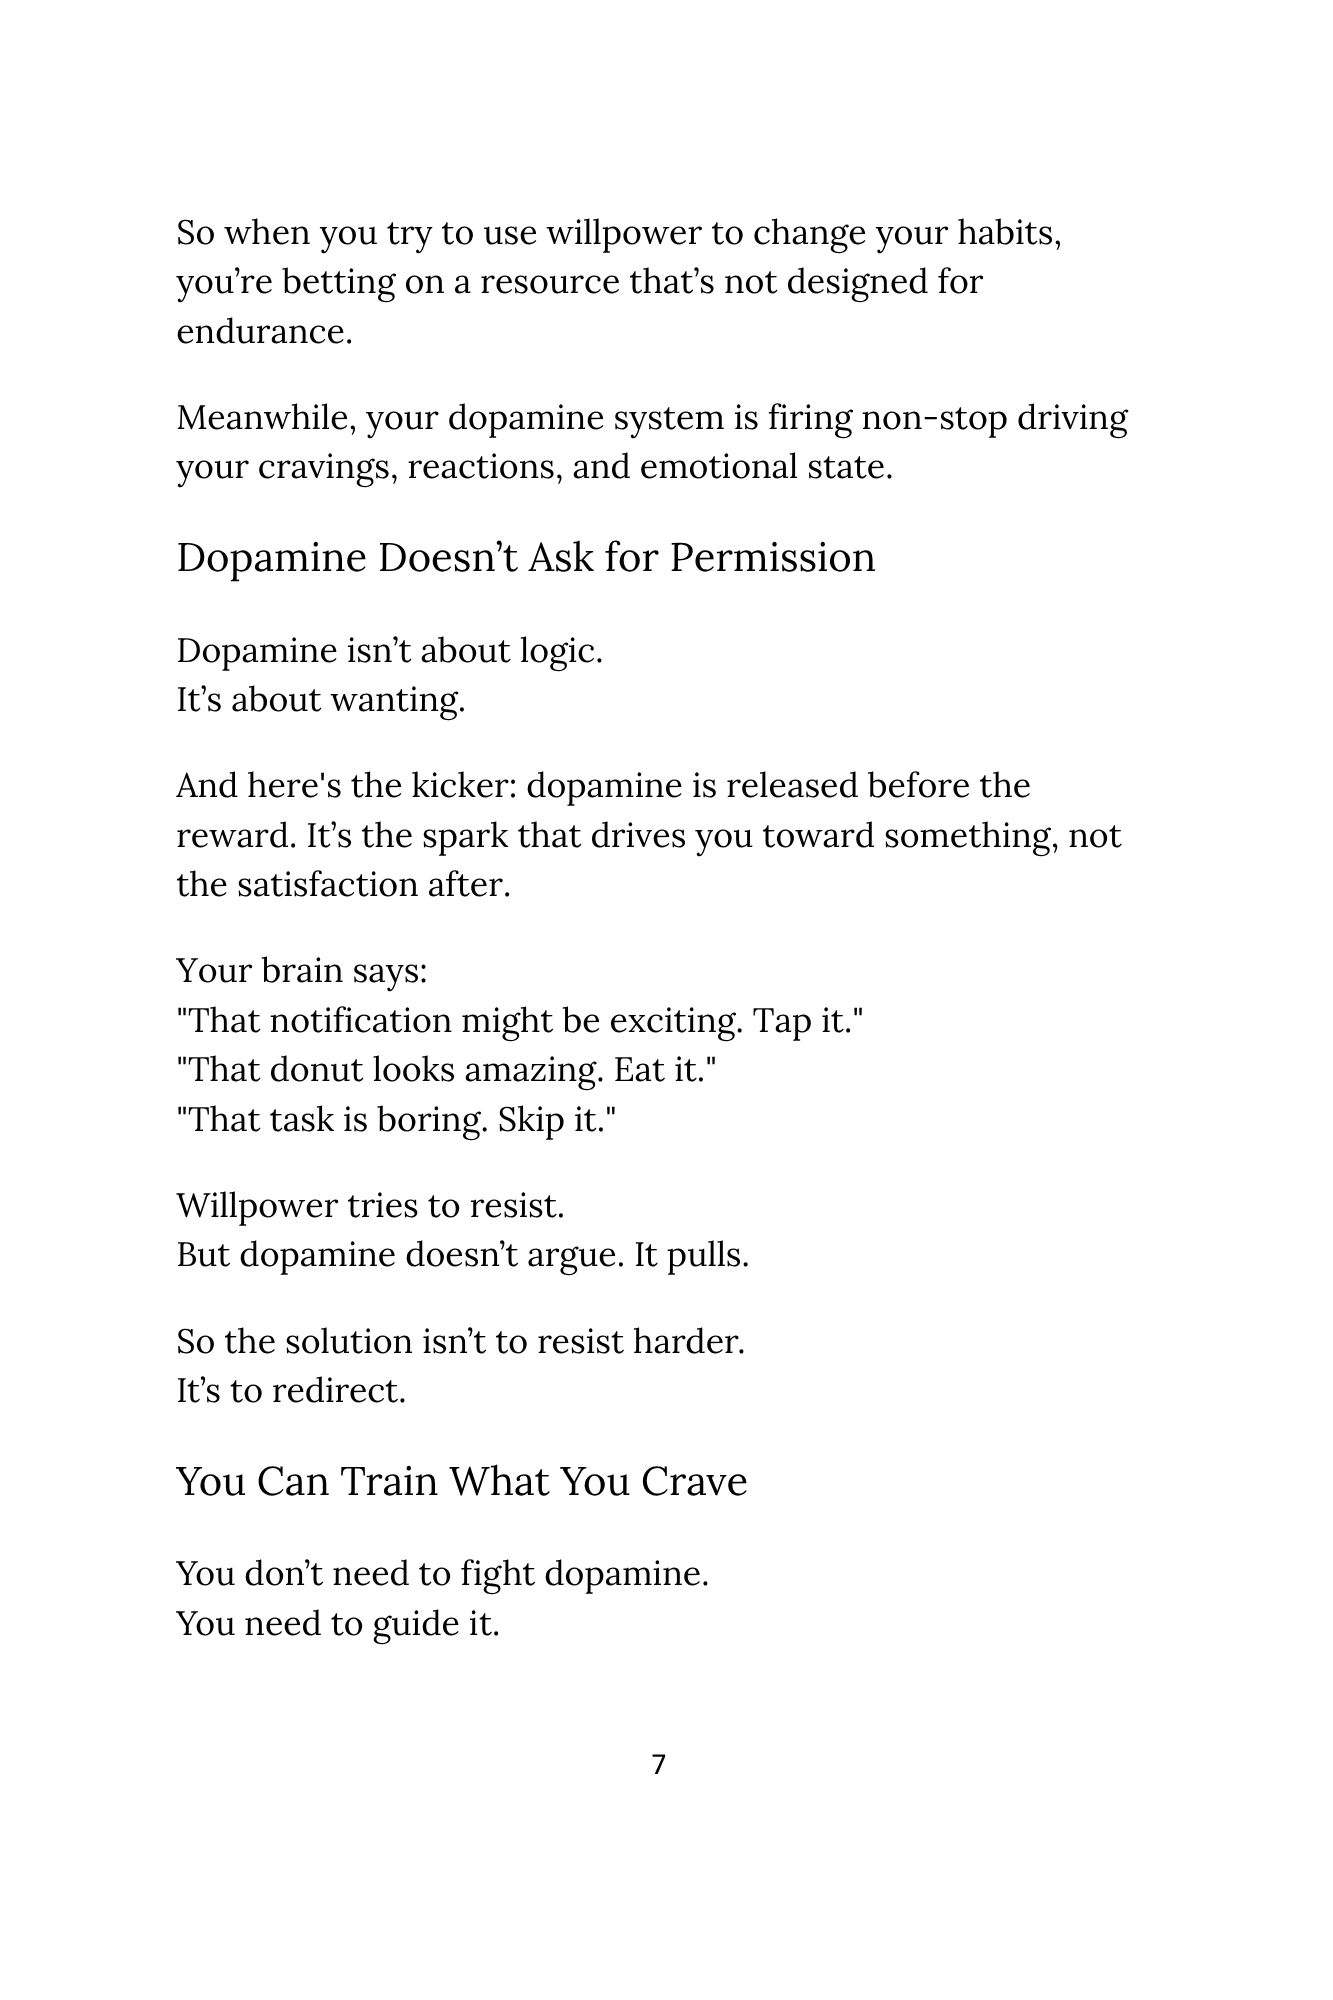 So when you try to use willpower to change your habits,
you’re betting on a resource that’s not designed for
endurance.
Meanwhile, your dopamine system is firing non-stop driving
your cravings, reactions, and emotional state.
Dopamine Doesn’t Ask for Permission
Dopamine isn’t about logic.
It’s about wanting.
And here's the kicker: dopamine is released before the
reward. It’s the spark that drives you toward something, not
the satisfaction after.
Your brain says:
"That notification might be exciting. Tap it."
"That donut looks amazing. Eat it."
"That task is boring. Skip it."
Willpower tries to resist.
But dopamine doesn’t argue. It pulls.
So the solution isn’t to resist harder.
It’s to redirect.
You Can Train What You Crave
You don’t need to fight dopamine.
You need to guide it.
7